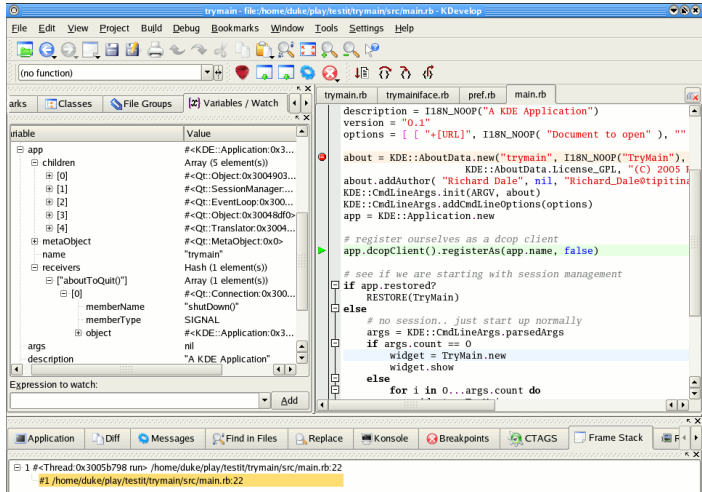 trymain - file:/home/duke/play/testit/trymain/src/main.rb - KDevelop
File Edit View Project Build Debug Bookmarks Window Tools Settings Help
(no function)
arks Classes File Groups Variables / Watch
riable Value
app #<KDE::Application:0x3...
children Array (5 element(s))
[0] #<Qt::Object:0x3004903...
[1] #<Qt::SessionManager:...
[2] #<Qt::EventLoop:0x300...
[3] #<Qt::Object:0x30048df0>
[4] #<Qt::Translator:0x3004...
metaObject #<Qt::MetaObject:0x0>
name "trymain"
receivers Hash (1 element(s))
["aboutToQuit()"] Array (1 element(s))
[0] #<Qt::Connection:0x300...
memberName "shutDown()"
memberType SIGNAL
object #<KDE::Application:0x3...
args nil
description "A KDE Application"
Expression to watch:
Add
trymain.rb trymainiface.rb pref.rb main.rb
description = I18N_NOOP("A KDE Application")
version = "0.1"
options = [ [ "+[URL]", I18N_NOOP( "Document to open" ), ""
about = KDE::AboutData.new("trymain", I18N_NOOP("TryMain"),
KDE::AboutData.License_GPL, "(C) 2005
about.addAuthor( "Richard Dale", nil, "Richard_Dale@tipitina
KDE::CmdLineArgs.init(ARGV, about)
KDE::CmdLineArgs.addCmdLineOptions(options)
app = KDE::Application.new
# register ourselves as a dcop client
app.dcopClient().registerAs(app.name, false)
# see if we are starting with session management
if app.restored?
RESTORE(TryMain)
else
# no session.. just start up normally
args = KDE::CmdLineArgs.parsedArgs
if args.count == 0
widget = TryMain.new
widget.show
else
for i in 0...args.count do
Application Diff Messages Find in Files Replace Konsole Breakpoints CTAGS Frame Stack
1 #<Thread:0x3005b798 run> /home/duke/play/testit/trymain/src/main.rb:22
#1 /home/duke/play/testit/trymain/src/main.rb:22